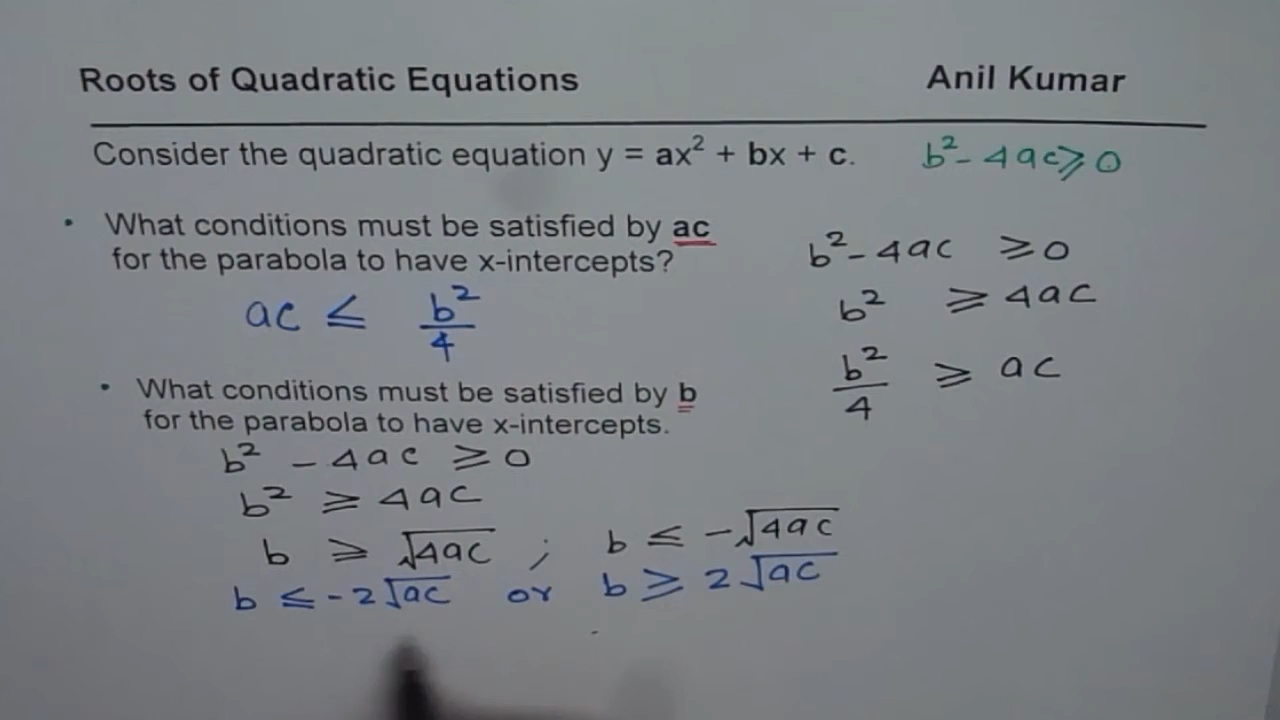 Roots of Quadratic Equations Anil Kumar
Consider the quadratic equation y = ax² + bx + c. b² - 4ac ≥ 0
• What conditions must be satisfied by ac
for the parabola to have x-intercepts?
ac ≤ b²/4
b² - 4ac ≥ 0
b² ≥ 4ac
b²/4 ≥ ac
• What conditions must be satisfied by b
for the parabola to have x-intercepts.
b² - 4ac ≥ 0
b² ≥ 4ac
b ≥ √4ac ; b ≤ -√4ac
b ≤ -2√ac or b ≥ 2√ac